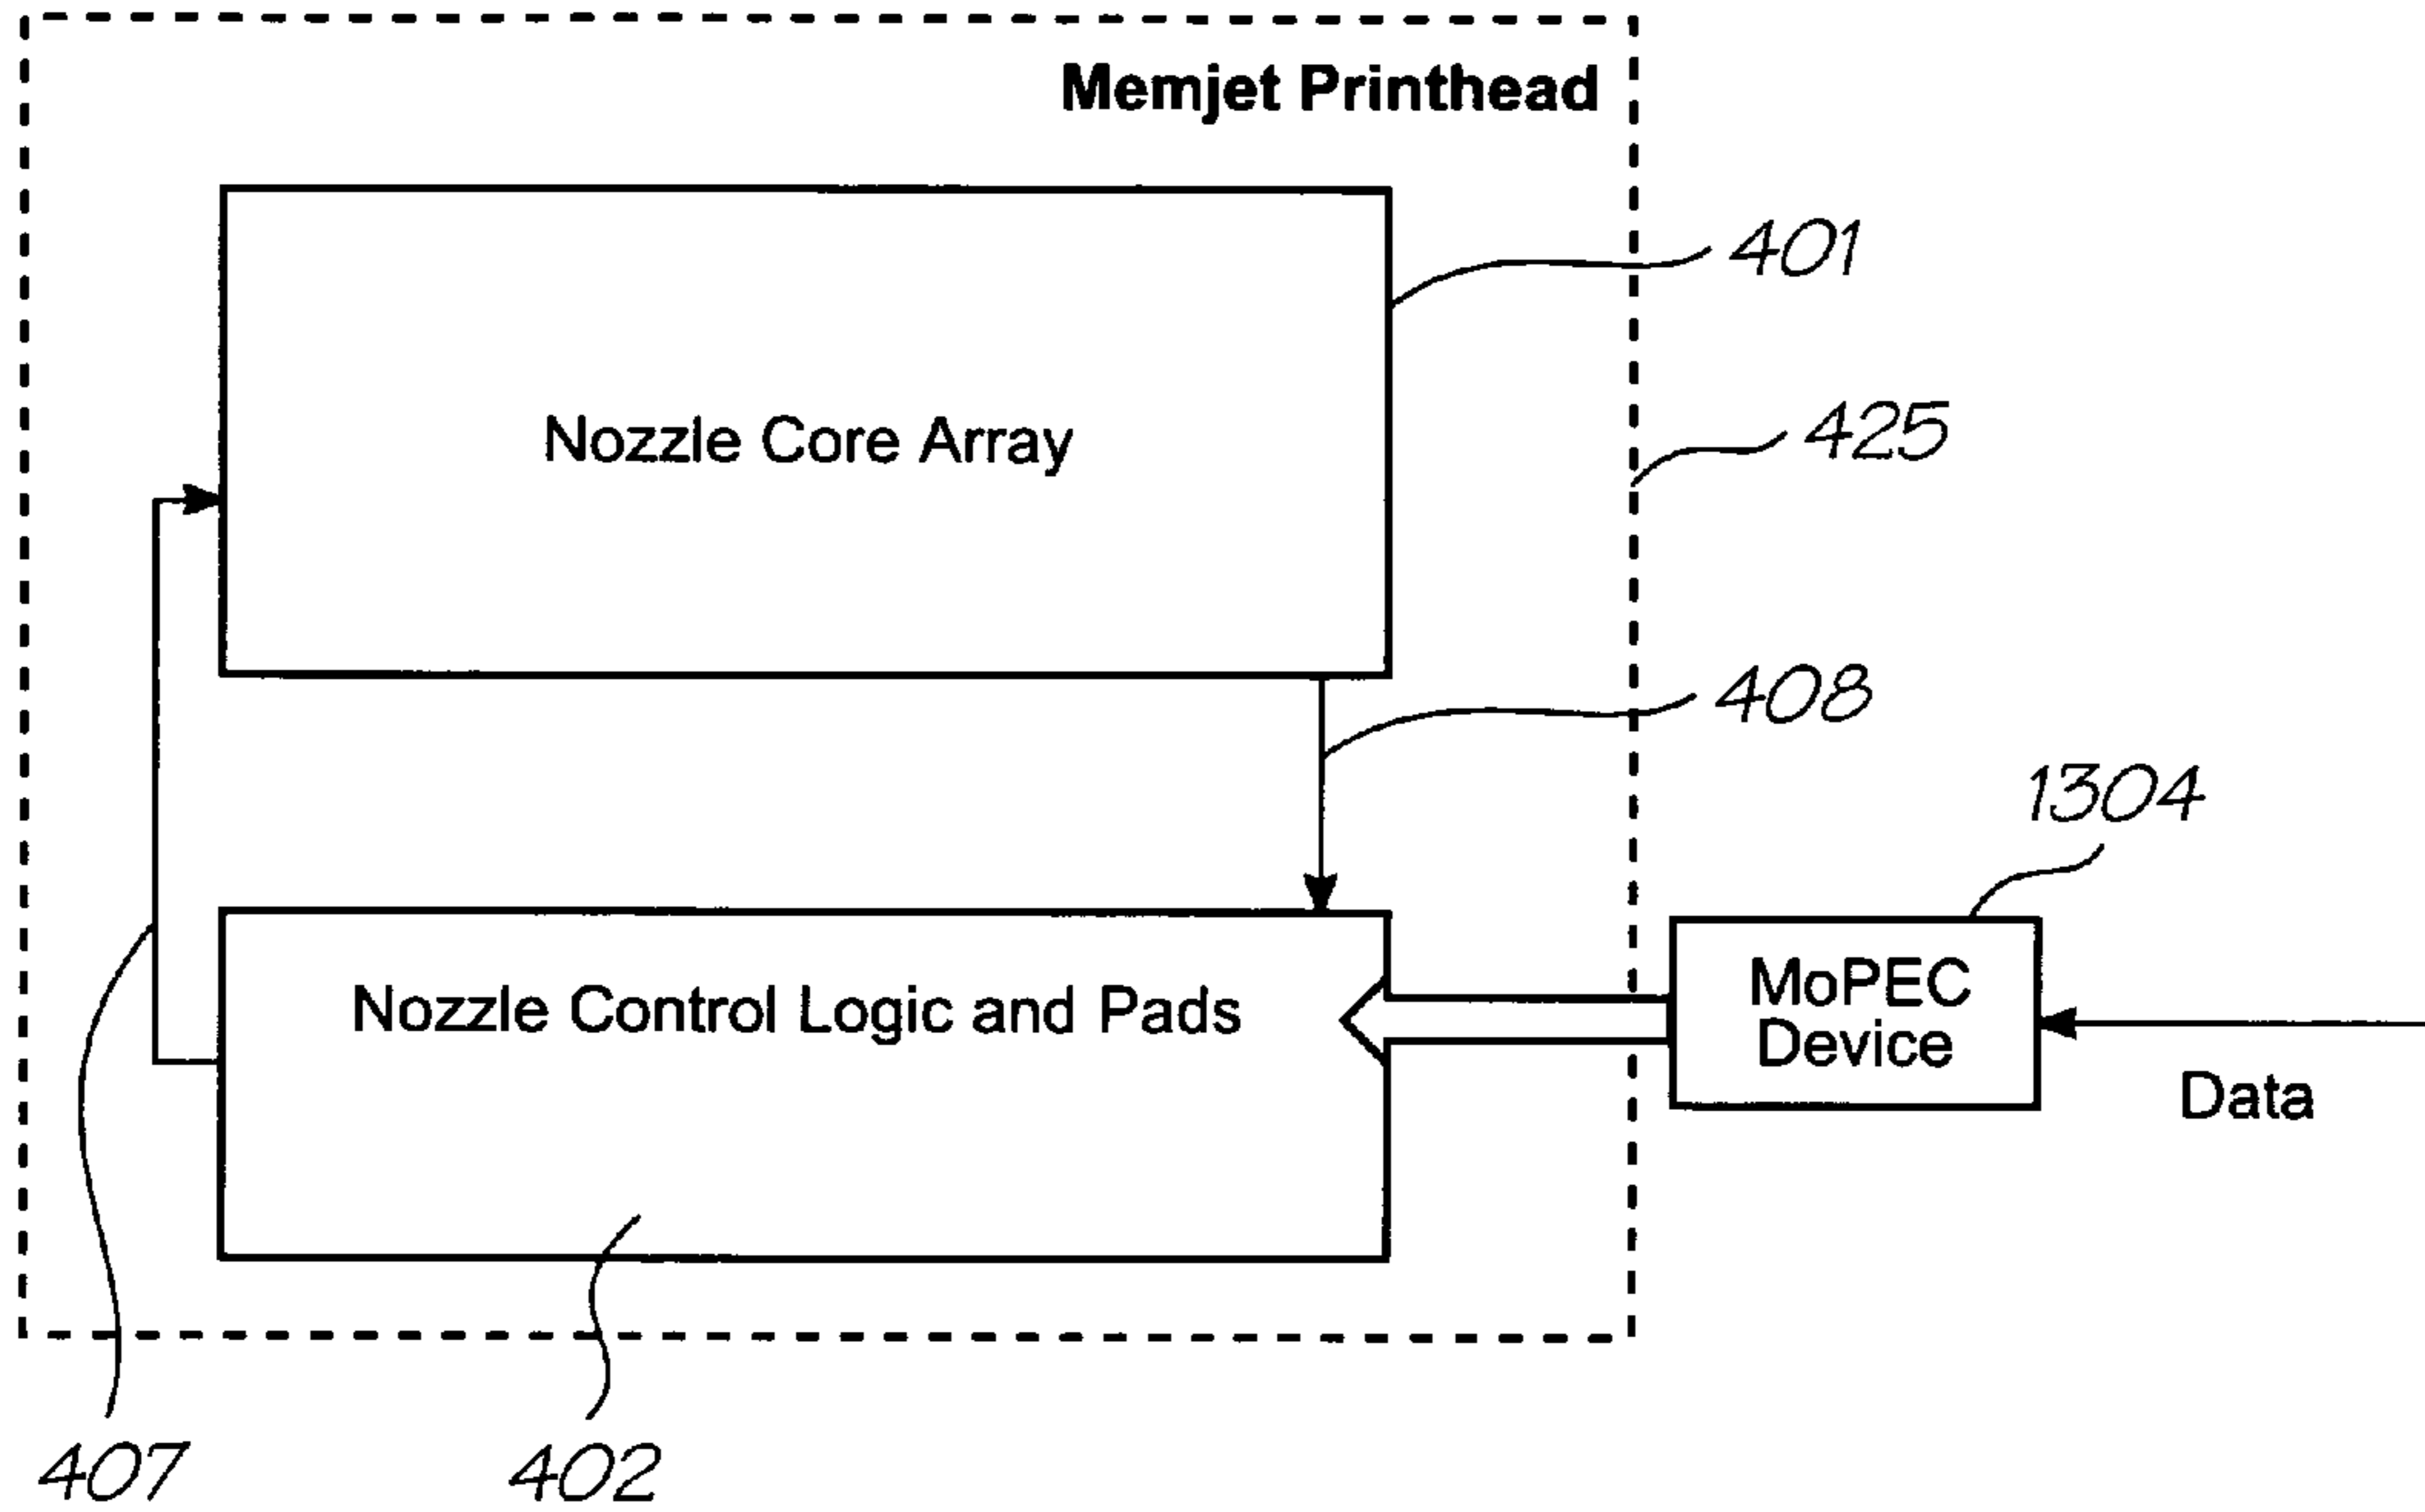 Memjet Printhead
401
Nozzle Core Array
425
408
1304
Nozzle Control Logic and Pads
MoPEC
Device
Data
407
402